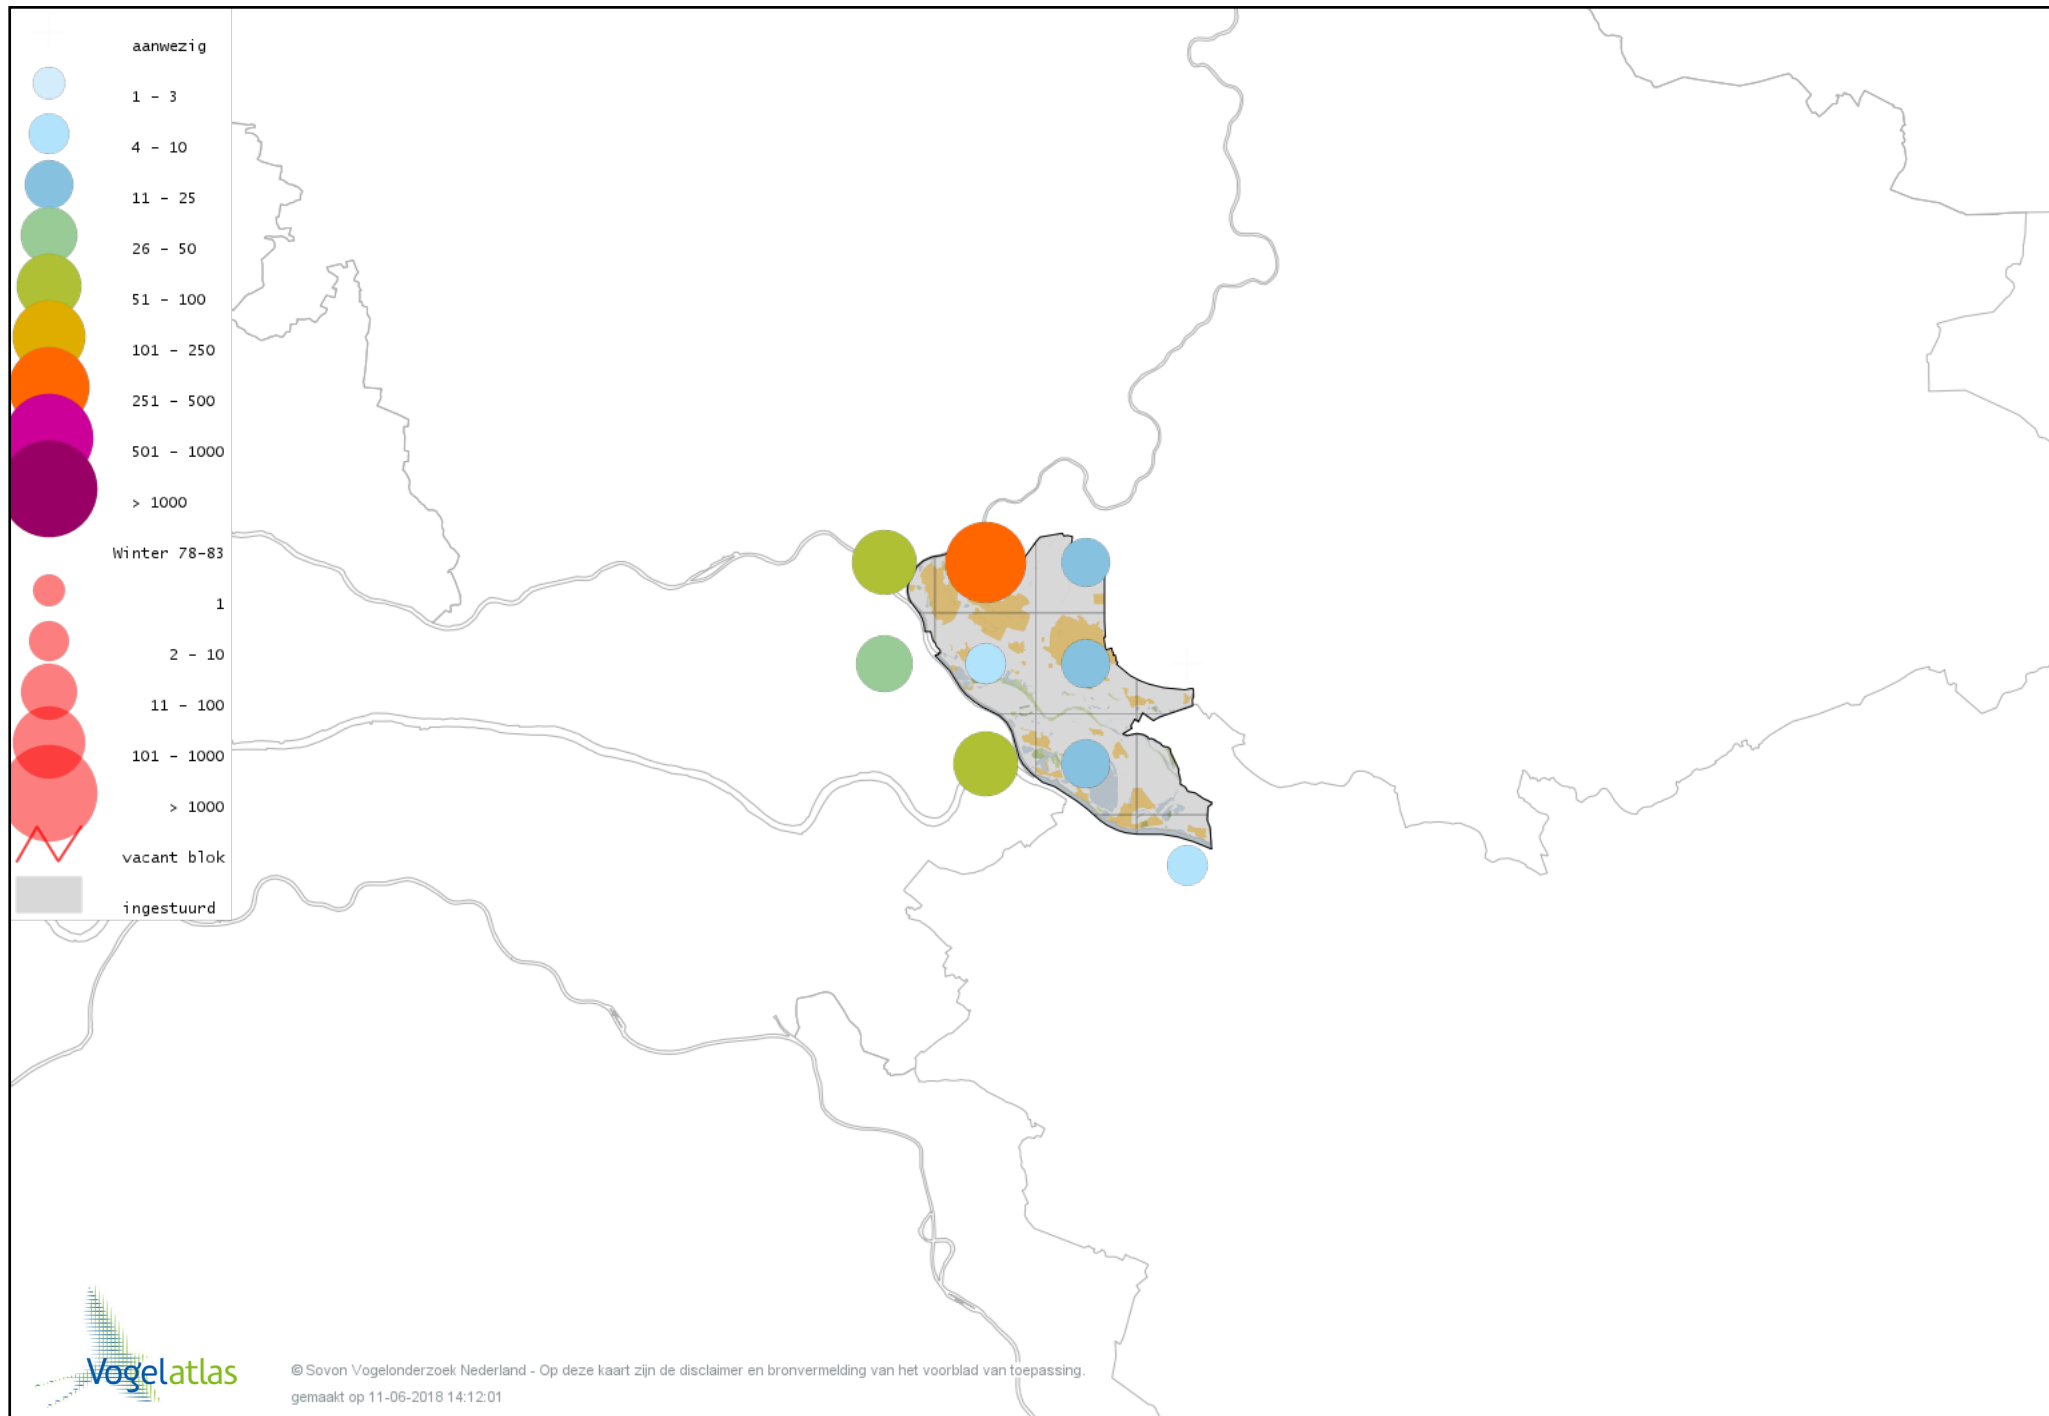 aanwezig
1 - 3
4 - 10
11 - 25
26 - 50
51 - 100
101 - 250
251 - 500
501 - 1000
> 1000
Winter 78-83
1
2 - 10
11 - 100
101 - 1000
> 1000
vacant blok
ingestuurd
Vogelatlas
© Sovon Vogelonderzoek Nederland - Op deze kaart zijn de disclaimer en bronvermelding van het voorblad van toepassing.
gemaakt op 11-06-2018 14:12:01